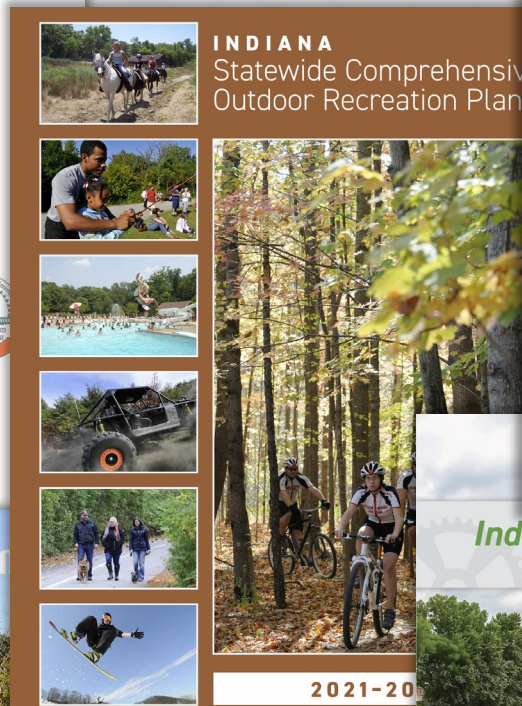 INDIANA
Statewide Comprehensiv
Outdoor Recreation Plan
Ind
2021-20